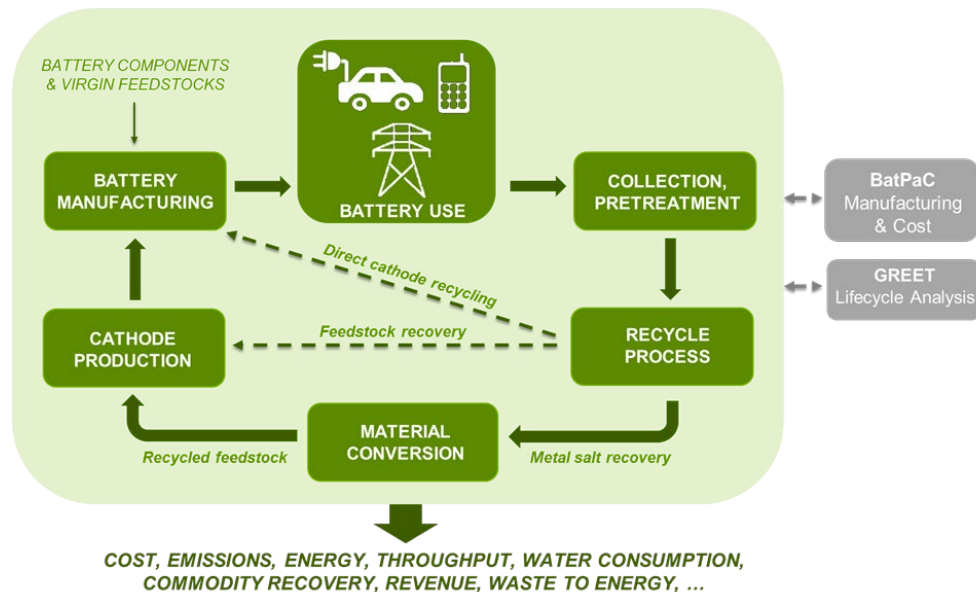 BATTERY COMPONENTS
& VIRGIN FEEDSTOCKS
BATTERY
MANUFACTURING
BATTERY USE
COLLECTION,
PRETREATMENT
BatPaC
Manufacturing
& Cost
GREET
Lifecycle Analysis
Direct cathode recycling
Feedstock recovery
CATHODE
PRODUCTION
RECYCLE
PROCESS
MATERIAL
CONVERSION
Recycled feedstock
Metal salt recovery
COST, EMISSIONS, ENERGY, THROUGHPUT, WATER CONSUMPTION,
COMMODITY RECOVERY, REVENUE, WASTE TO ENERGY, ...